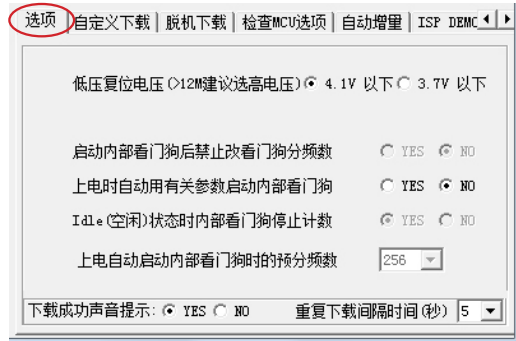 选项 自定义下载 脱机下载 检查MCU选项 自动增量 ISP DEMO
低压复位电压(>12M建议选高电压) 4.1V 以下 3.7V 以下
启动内部看门狗后禁止改看门狗分频数 YES NO
上电时自动用有关参数启动内部看门狗 YES NO
Idle(空闲)状态时内部看门狗停止计数 YES NO
上电自动启动内部看门狗时的预分频数 256
下载成功声音提示: YES NO 重复下载间隔时间(秒) 5